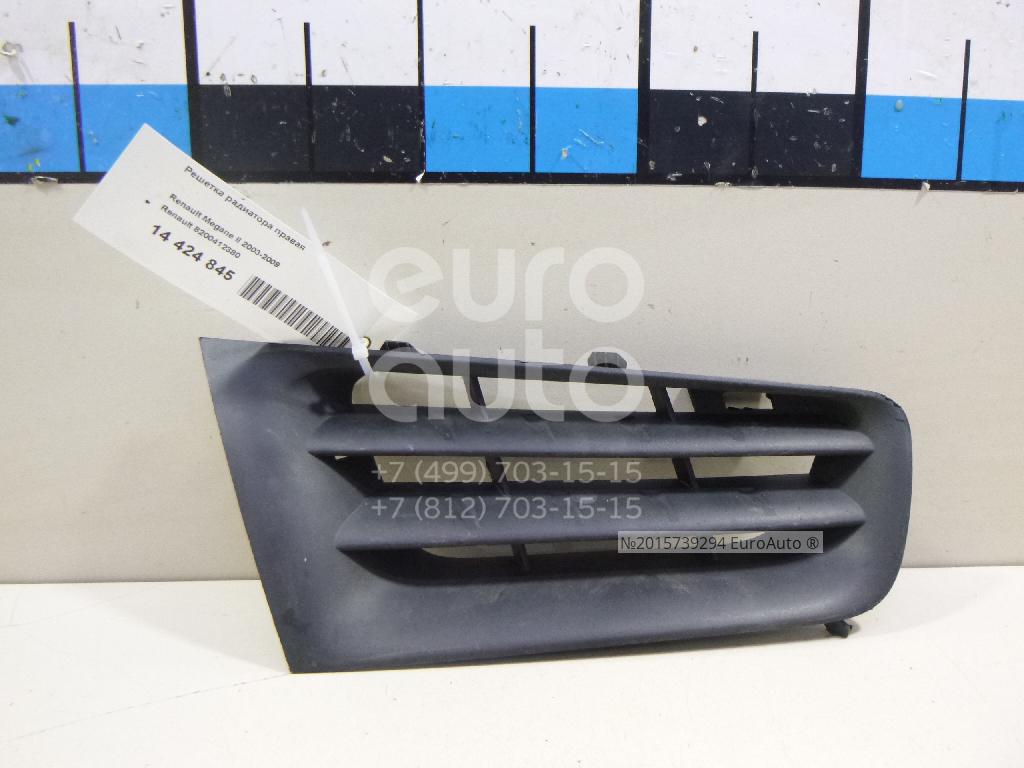 Решетка радиатора правая
Renault Megane II 2003-2009
Renault 8200412380
14 424 845
euro
auto
+7 (499) 703-15-15
+7 (812) 703-15-15
№2015739294 EuroAuto ®